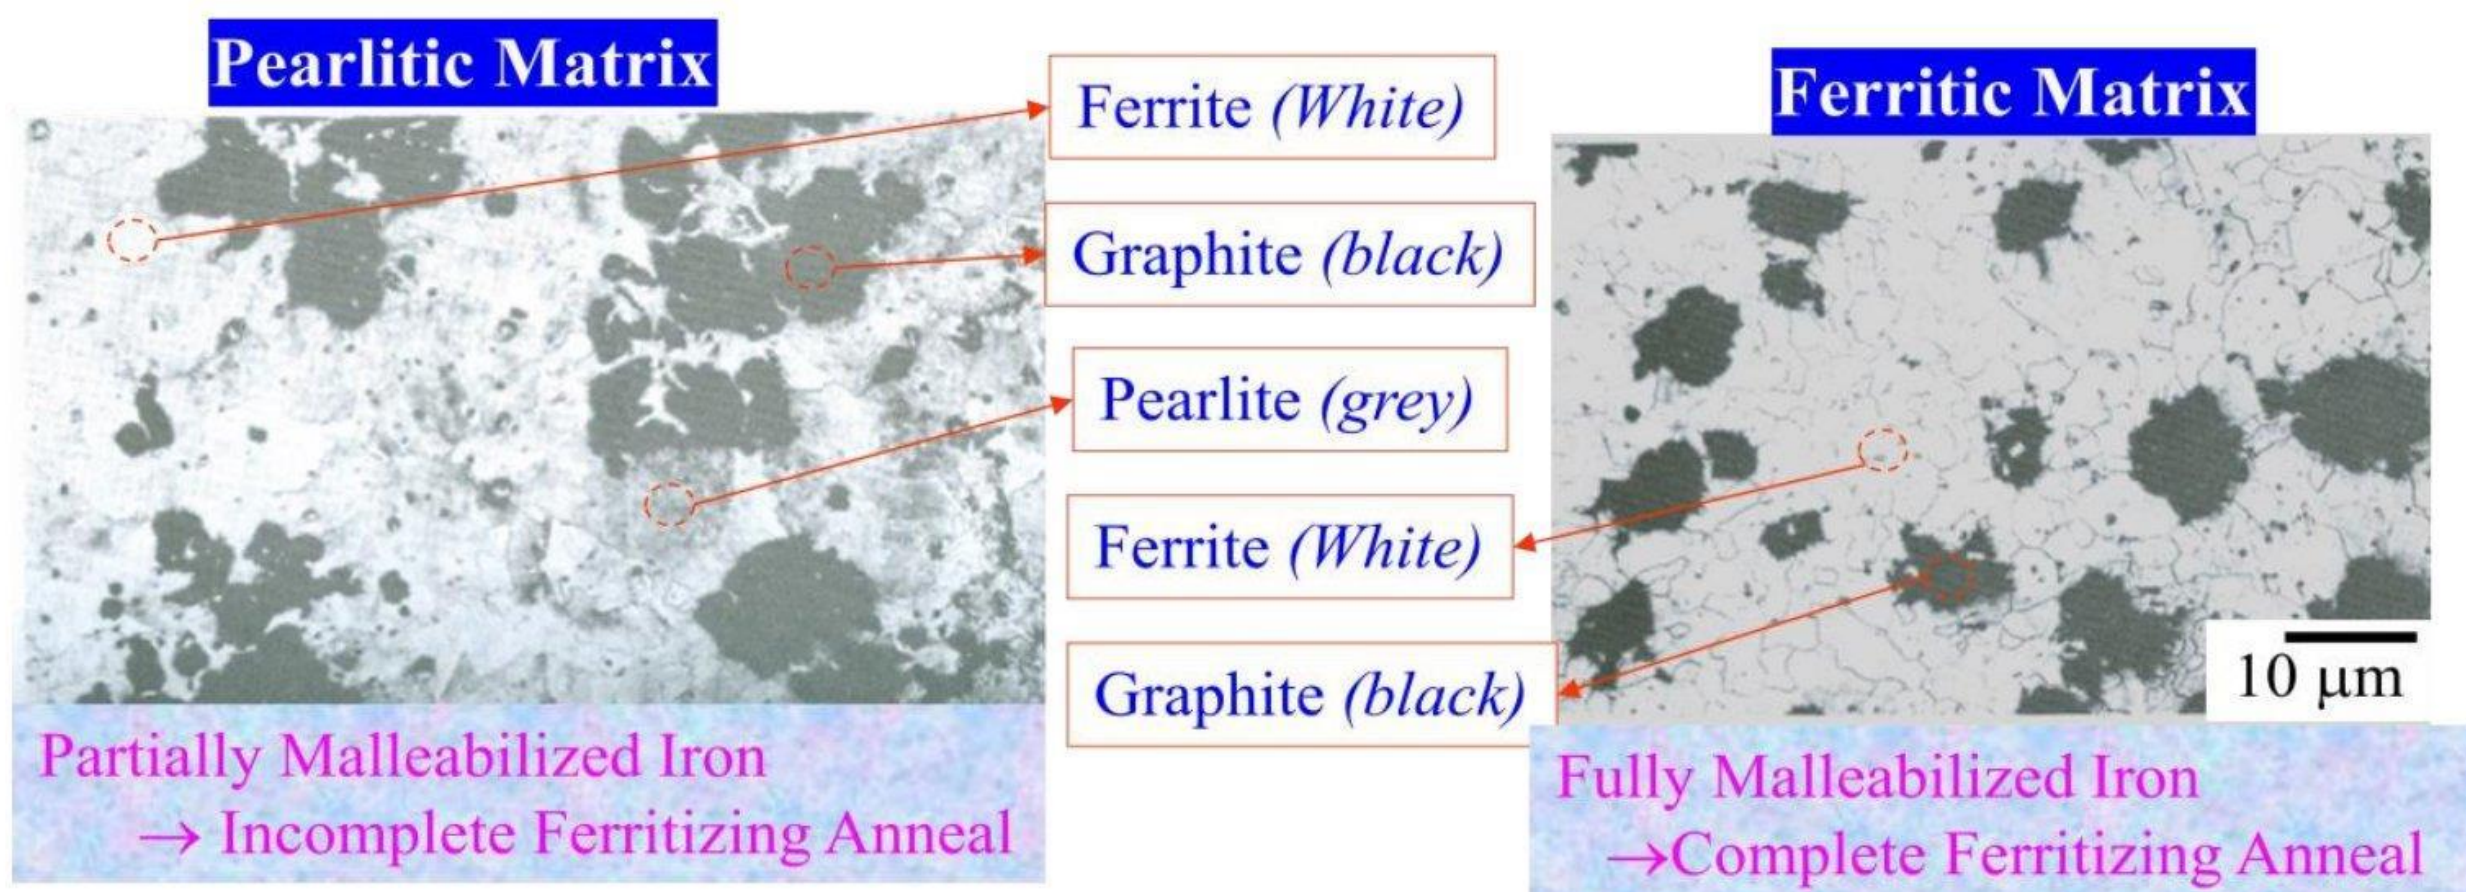 Pearlitic Matrix
Ferrite (White)
Graphite (black)
Pearlite (grey)
Ferrite (White)
Graphite (black)
Ferritic Matrix
10 μm
Partially Malleabilized Iron
→ Incomplete Ferritizing Anneal
Fully Malleabilized Iron
→Complete Ferritizing Anneal